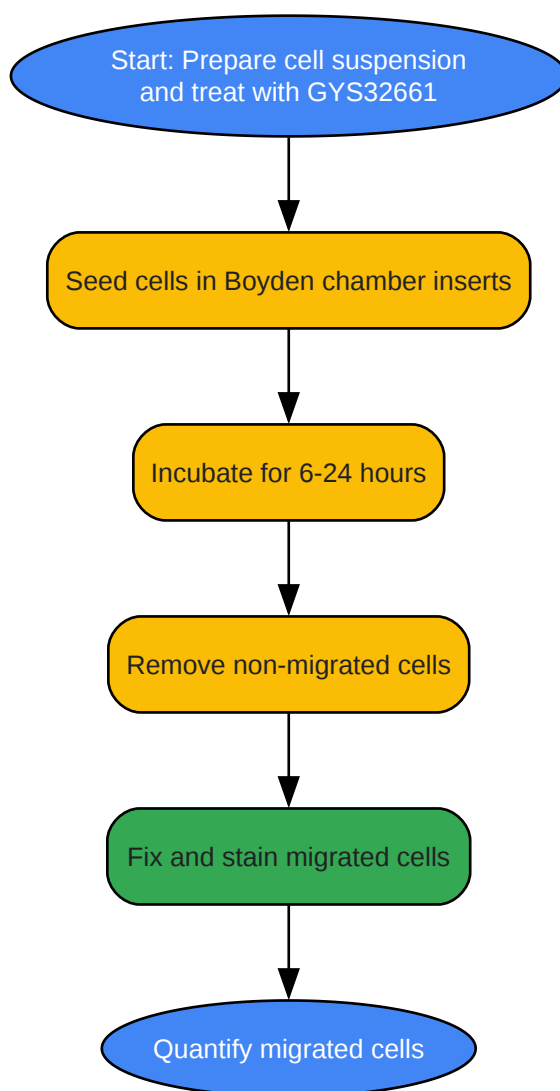 Start: Prepare cell suspension
and treat with GYS32661
Seed cells in Boyden chamber inserts
Incubate for 6-24 hours
Remove non-migrated cells
Fix and stain migrated cells
Quantify migrated cells